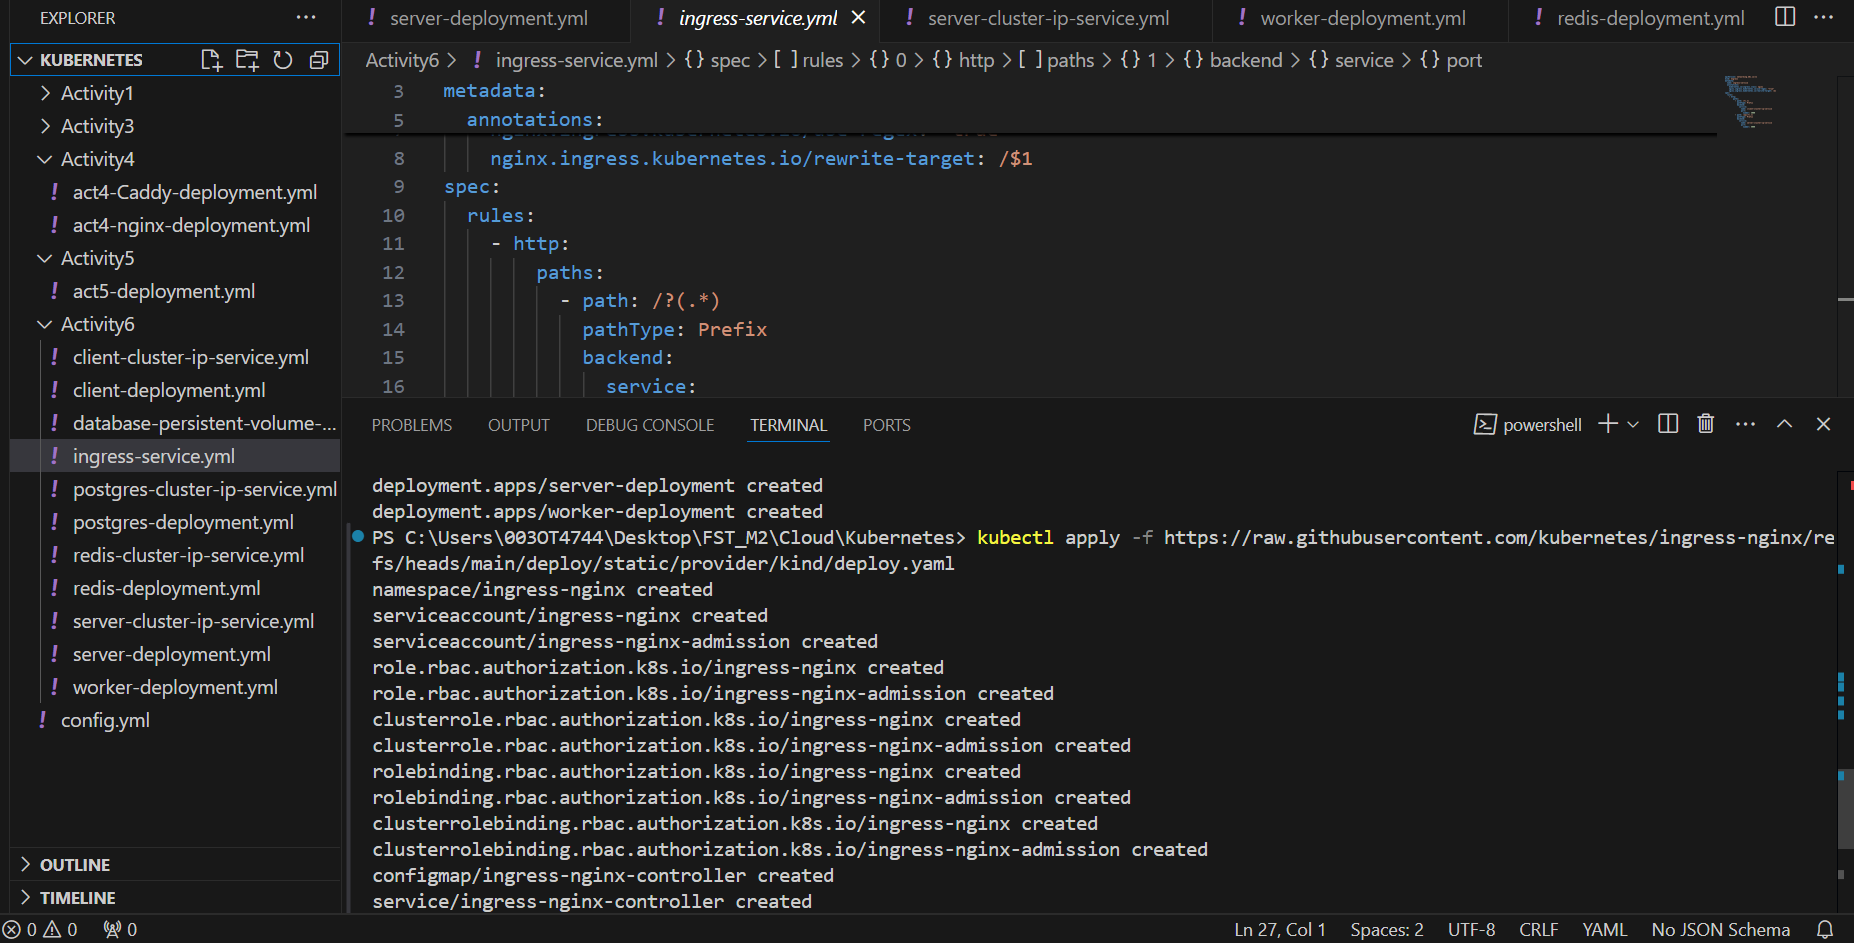 EXPLORER
KUBERNETES
Activity1
Activity3
Activity4
! act4-Caddy-deployment.yml
! act4-nginx-deployment.yml
Activity5
! act5-deployment.yml
Activity6
! client-cluster-ip-service.yml
! client-deployment.yml
! database-persistent-volume-...
! ingress-service.yml
! postgres-cluster-ip-service.yml
! postgres-deployment.yml
! redis-cluster-ip-service.yml
! redis-deployment.yml
! server-cluster-ip-service.yml
! server-deployment.yml
! worker-deployment.yml
! config.yml
OUTLINE
TIMELINE
! server-deployment.yml ! ingress-service.yml ! server-cluster-ip-service.yml ! worker-deployment.yml ! redis-deployment.yml
Activity6 > ! ingress-service.yml > {} spec > [ ] rules > {} 0 > {} http > [ ] paths > {} 1 > {} backend > {} service > {} port
3 metadata:
5 annotations:
8 nginx.ingress.kubernetes.io/rewrite-target: /$1
9 spec:
10 rules:
11 - http:
12 paths:
13 - path: /?(.*)
14 pathType: Prefix
15 backend:
16 service:
PROBLEMS OUTPUT DEBUG CONSOLE TERMINAL PORTS powershell
deployment.apps/server-deployment created
deployment.apps/worker-deployment created
PS C:\Users\003OT4744\Desktop\FST_M2\Cloud\Kubernetes> kubectl apply -f https://raw.githubusercontent.com/kubernetes/ingress-nginx/re
fs/heads/main/deploy/static/provider/kind/deploy.yaml
namespace/ingress-nginx created
serviceaccount/ingress-nginx created
serviceaccount/ingress-nginx-admission created
role.rbac.authorization.k8s.io/ingress-nginx created
role.rbac.authorization.k8s.io/ingress-nginx-admission created
clusterrole.rbac.authorization.k8s.io/ingress-nginx created
clusterrole.rbac.authorization.k8s.io/ingress-nginx-admission created
rolebinding.rbac.authorization.k8s.io/ingress-nginx created
rolebinding.rbac.authorization.k8s.io/ingress-nginx-admission created
clusterrolebinding.rbac.authorization.k8s.io/ingress-nginx created
clusterrolebinding.rbac.authorization.k8s.io/ingress-nginx-admission created
configmap/ingress-nginx-controller created
service/ingress-nginx-controller created
0 0 0 Ln 27, Col 1 Spaces: 2 UTF-8 CRLF YAML No JSON Schema